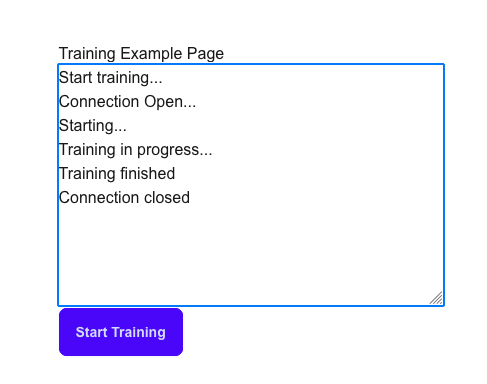 Training Example Page
Start training...
Connection Open...
Starting...
Training in progress...
Training finished
Connection closed
Start Training